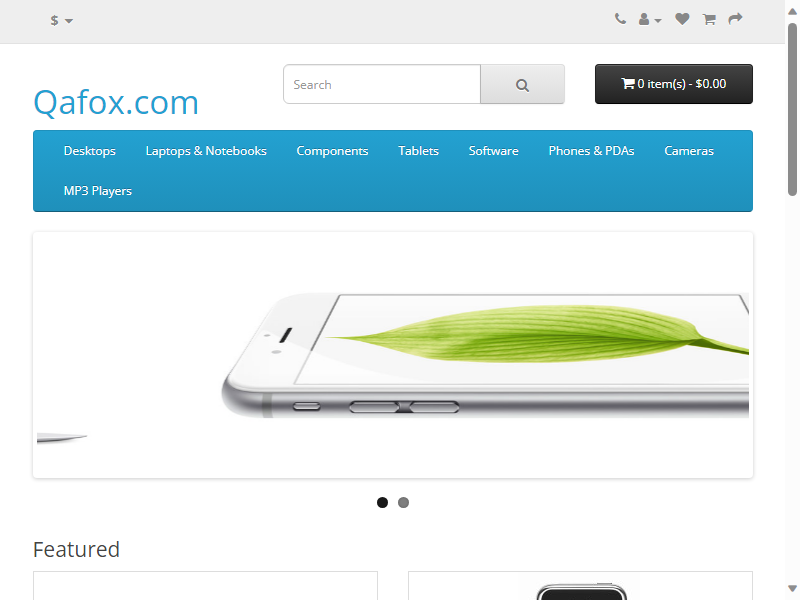 $
Qafox.com
Search
0 item(s) - $0.00
Desktops Laptops & Notebooks Components Tablets Software Phones & PDAs Cameras
MP3 Players
Featured